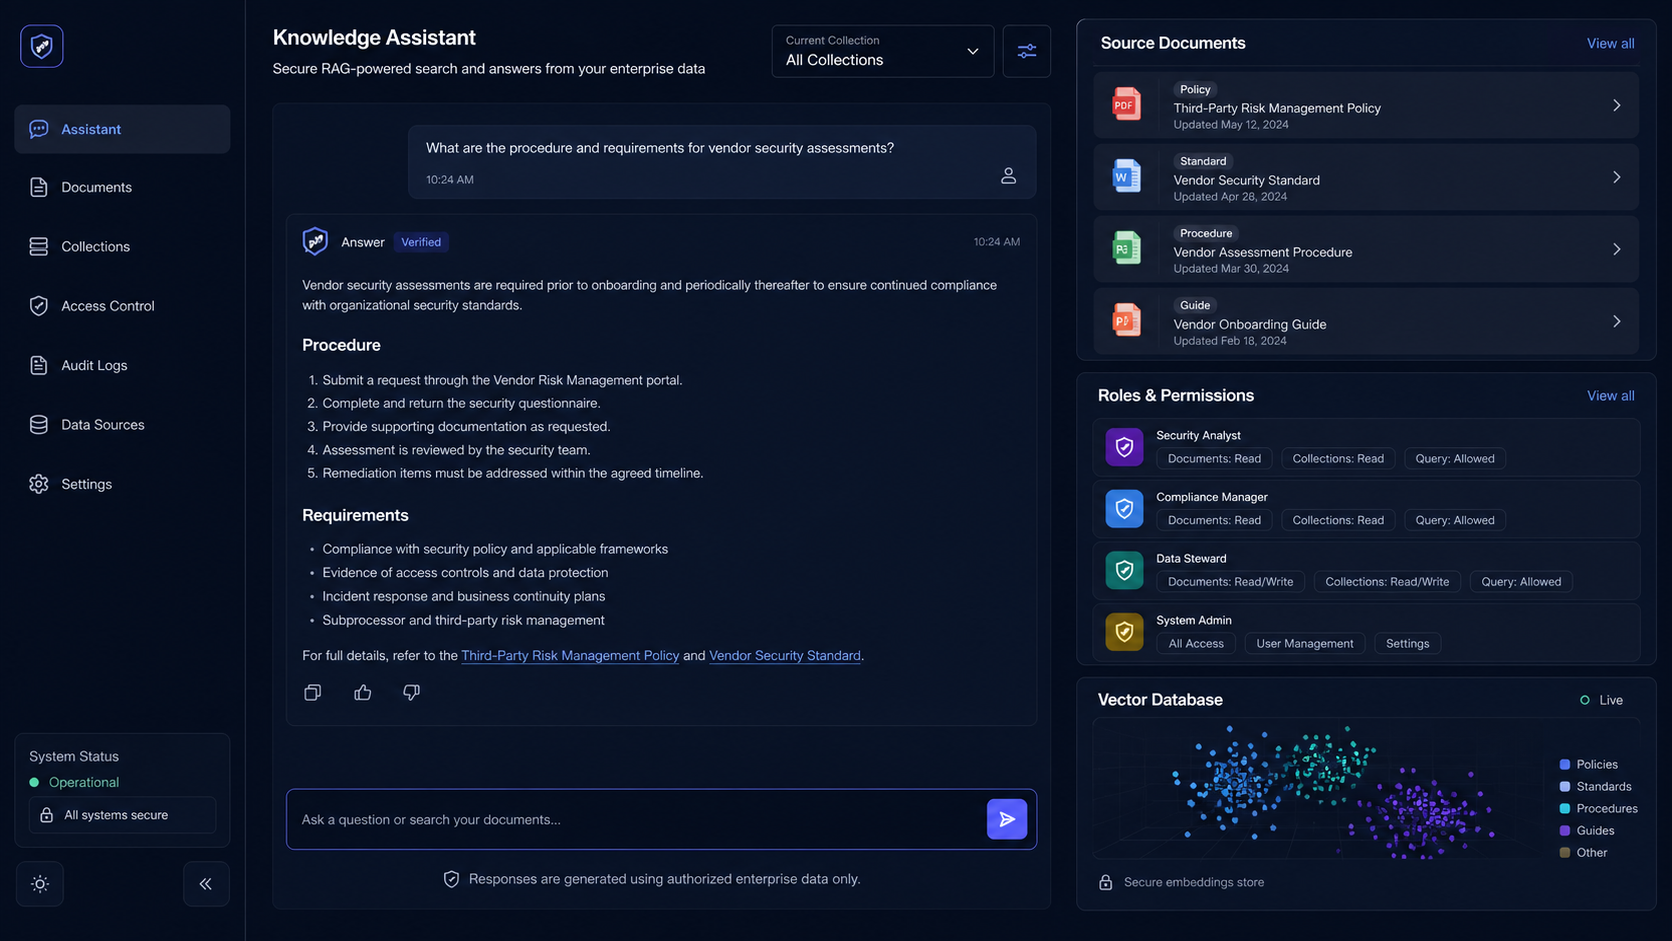 Assistant
Documents
Collections
Access Control
Audit Logs
Data Sources
Settings
System Status
Operational
All systems secure
Knowledge Assistant
Secure RAG-powered search and answers from your enterprise data
Current Collection
All Collections
What are the procedure and requirements for vendor security assessments?
10:24 AM
Answer
Verified
10:24 AM
Vendor security assessments are required prior to onboarding and periodically thereafter to ensure continued compliance
with organizational security standards.
Procedure
1. Submit a request through the Vendor Risk Management portal.
2. Complete and return the security questionnaire.
3. Provide supporting documentation as requested.
4. Assessment is reviewed by the security team.
5. Remediation items must be addressed within the agreed timeline.
Requirements
• Compliance with security policy and applicable frameworks
• Evidence of access controls and data protection
• Incident response and business continuity plans
• Subprocessor and third-party risk management
For full details, refer to the Third-Party Risk Management Policy and Vendor Security Standard.
Ask a question or search your documents...
Responses are generated using authorized enterprise data only.
Source Documents
View all
PDF
Policy
Third-Party Risk Management Policy
Updated May 12, 2024
W
Standard
Vendor Security Standard
Updated Apr 28, 2024
Procedure
Vendor Assessment Procedure
Updated Mar 30, 2024
Guide
Vendor Onboarding Guide
Updated Feb 18, 2024
Roles & Permissions
View all
Security Analyst
Documents: Read
Collections: Read
Query: Allowed
Compliance Manager
Documents: Read
Collections: Read
Query: Allowed
Data Steward
Documents: Read/Write
Collections: Read/Write
Query: Allowed
System Admin
All Access
User Management
Settings
Vector Database
Live
Policies
Standards
Procedures
Guides
Other
Secure embeddings store